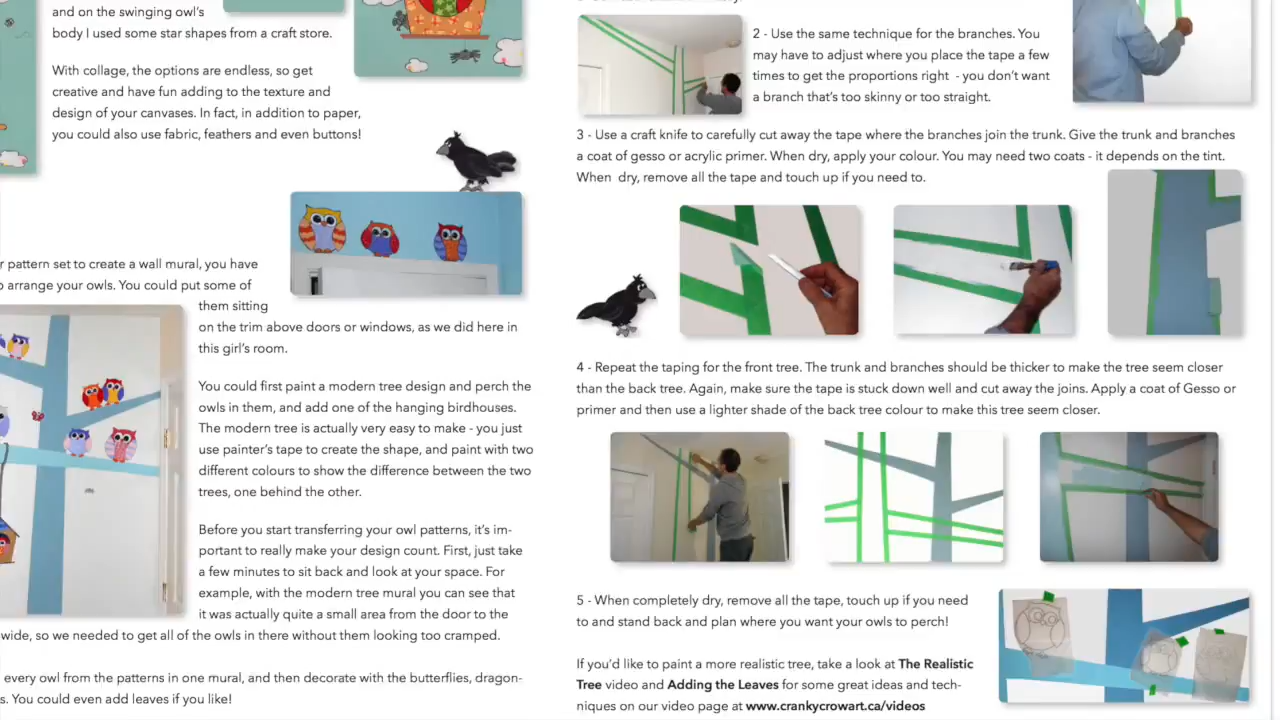 and on the swinging owl's
body I used some star shapes from a craft store.
With collage, the options are endless, so get
creative and have fun adding to the texture and
design of your canvases. In fact, in addition to paper,
you could also use fabric, feathers and even buttons!
r pattern set to create a wall mural, you have
o arrange your owls. You could put some of
them sitting
on the trim above doors or windows, as we did here in
this girl's room.
You could first paint a modern tree design and perch the
owls in them, and add one of the hanging birdhouses.
The modern tree is actually very easy to make - you just
use painter's tape to create the shape, and paint with two
different colours to show the difference between the two
trees, one behind the other.
Before you start transferring your owl patterns, it's im-
portant to really make your design count. First, just take
a few minutes to sit back and look at your space. For
example, with the modern tree mural you can see that
it was actually quite a small area from the door to the
wide, so we needed to get all of the owls in there without them looking too cramped.
every owl from the patterns in one mural, and then decorate with the butterflies, dragon-
s. You could even add leaves if you like!
2 - Use the same technique for the branches. You
may have to adjust where you place the tape a few
times to get the proportions right - you don't want
a branch that's too skinny or too straight.
3 - Use a craft knife to carefully cut away the tape where the branches join the trunk. Give the trunk and branches
a coat of gesso or acrylic primer. When dry, apply your colour. You may need two coats - it depends on the tint.
When dry, remove all the tape and touch up if you need to.
4 - Repeat the taping for the front tree. The trunk and branches should be thicker to make the tree seem closer
than the back tree. Again, make sure the tape is stuck down well and cut away the joins. Apply a coat of Gesso or
primer and then use a lighter shade of the back tree colour to make this tree seem closer.
5 - When completely dry, remove all the tape, touch up if you need
to and stand back and plan where you want your owls to perch!
If you'd like to paint a more realistic tree, take a look at The Realistic
Tree video and Adding the Leaves for some great ideas and tech-
niques on our video page at www.crankycrowart.ca/videos